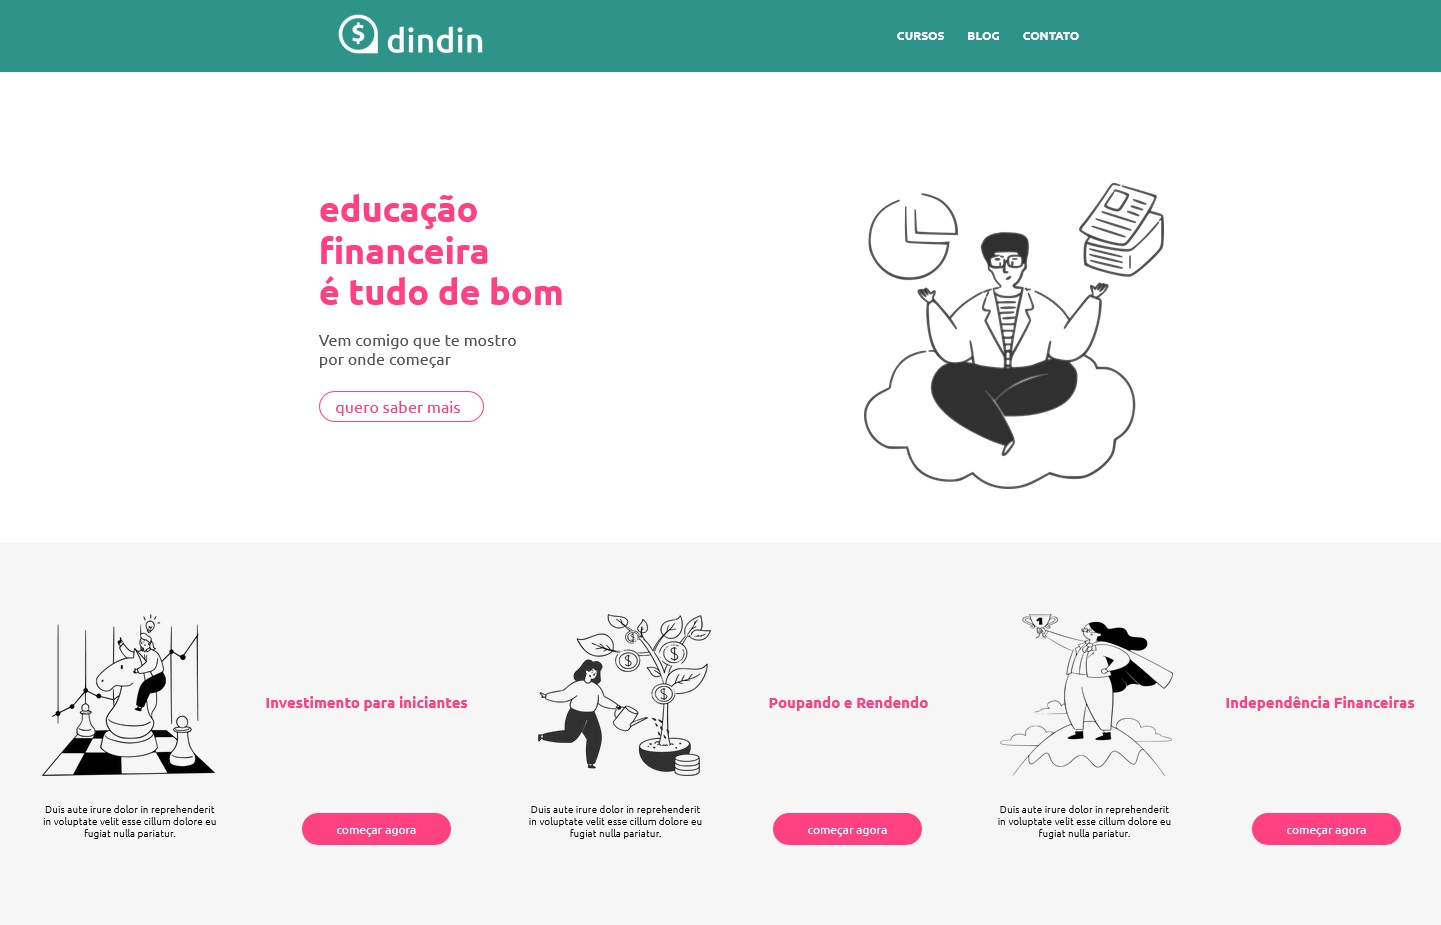 dindin
CURSOS BLOG CONTATO
educação
financeira
é tudo de bom
Vem comigo que te mostro
por onde começar
quero saber mais
1
Investimento para iniciantes
Poupando e Rendendo
Independência Financeiras
Duis aute irure dolor in reprehenderit
in voluptate velit esse cillum dolore eu
fugiat nulla pariatur.
começar agora
Duis aute irure dolor in reprehenderit
in voluptate velit esse cillum dolore eu
fugiat nulla pariatur.
começar agora
Duis aute irure dolor in reprehenderit
in voluptate velit esse cillum dolore eu
fugiat nulla pariatur.
começar agora